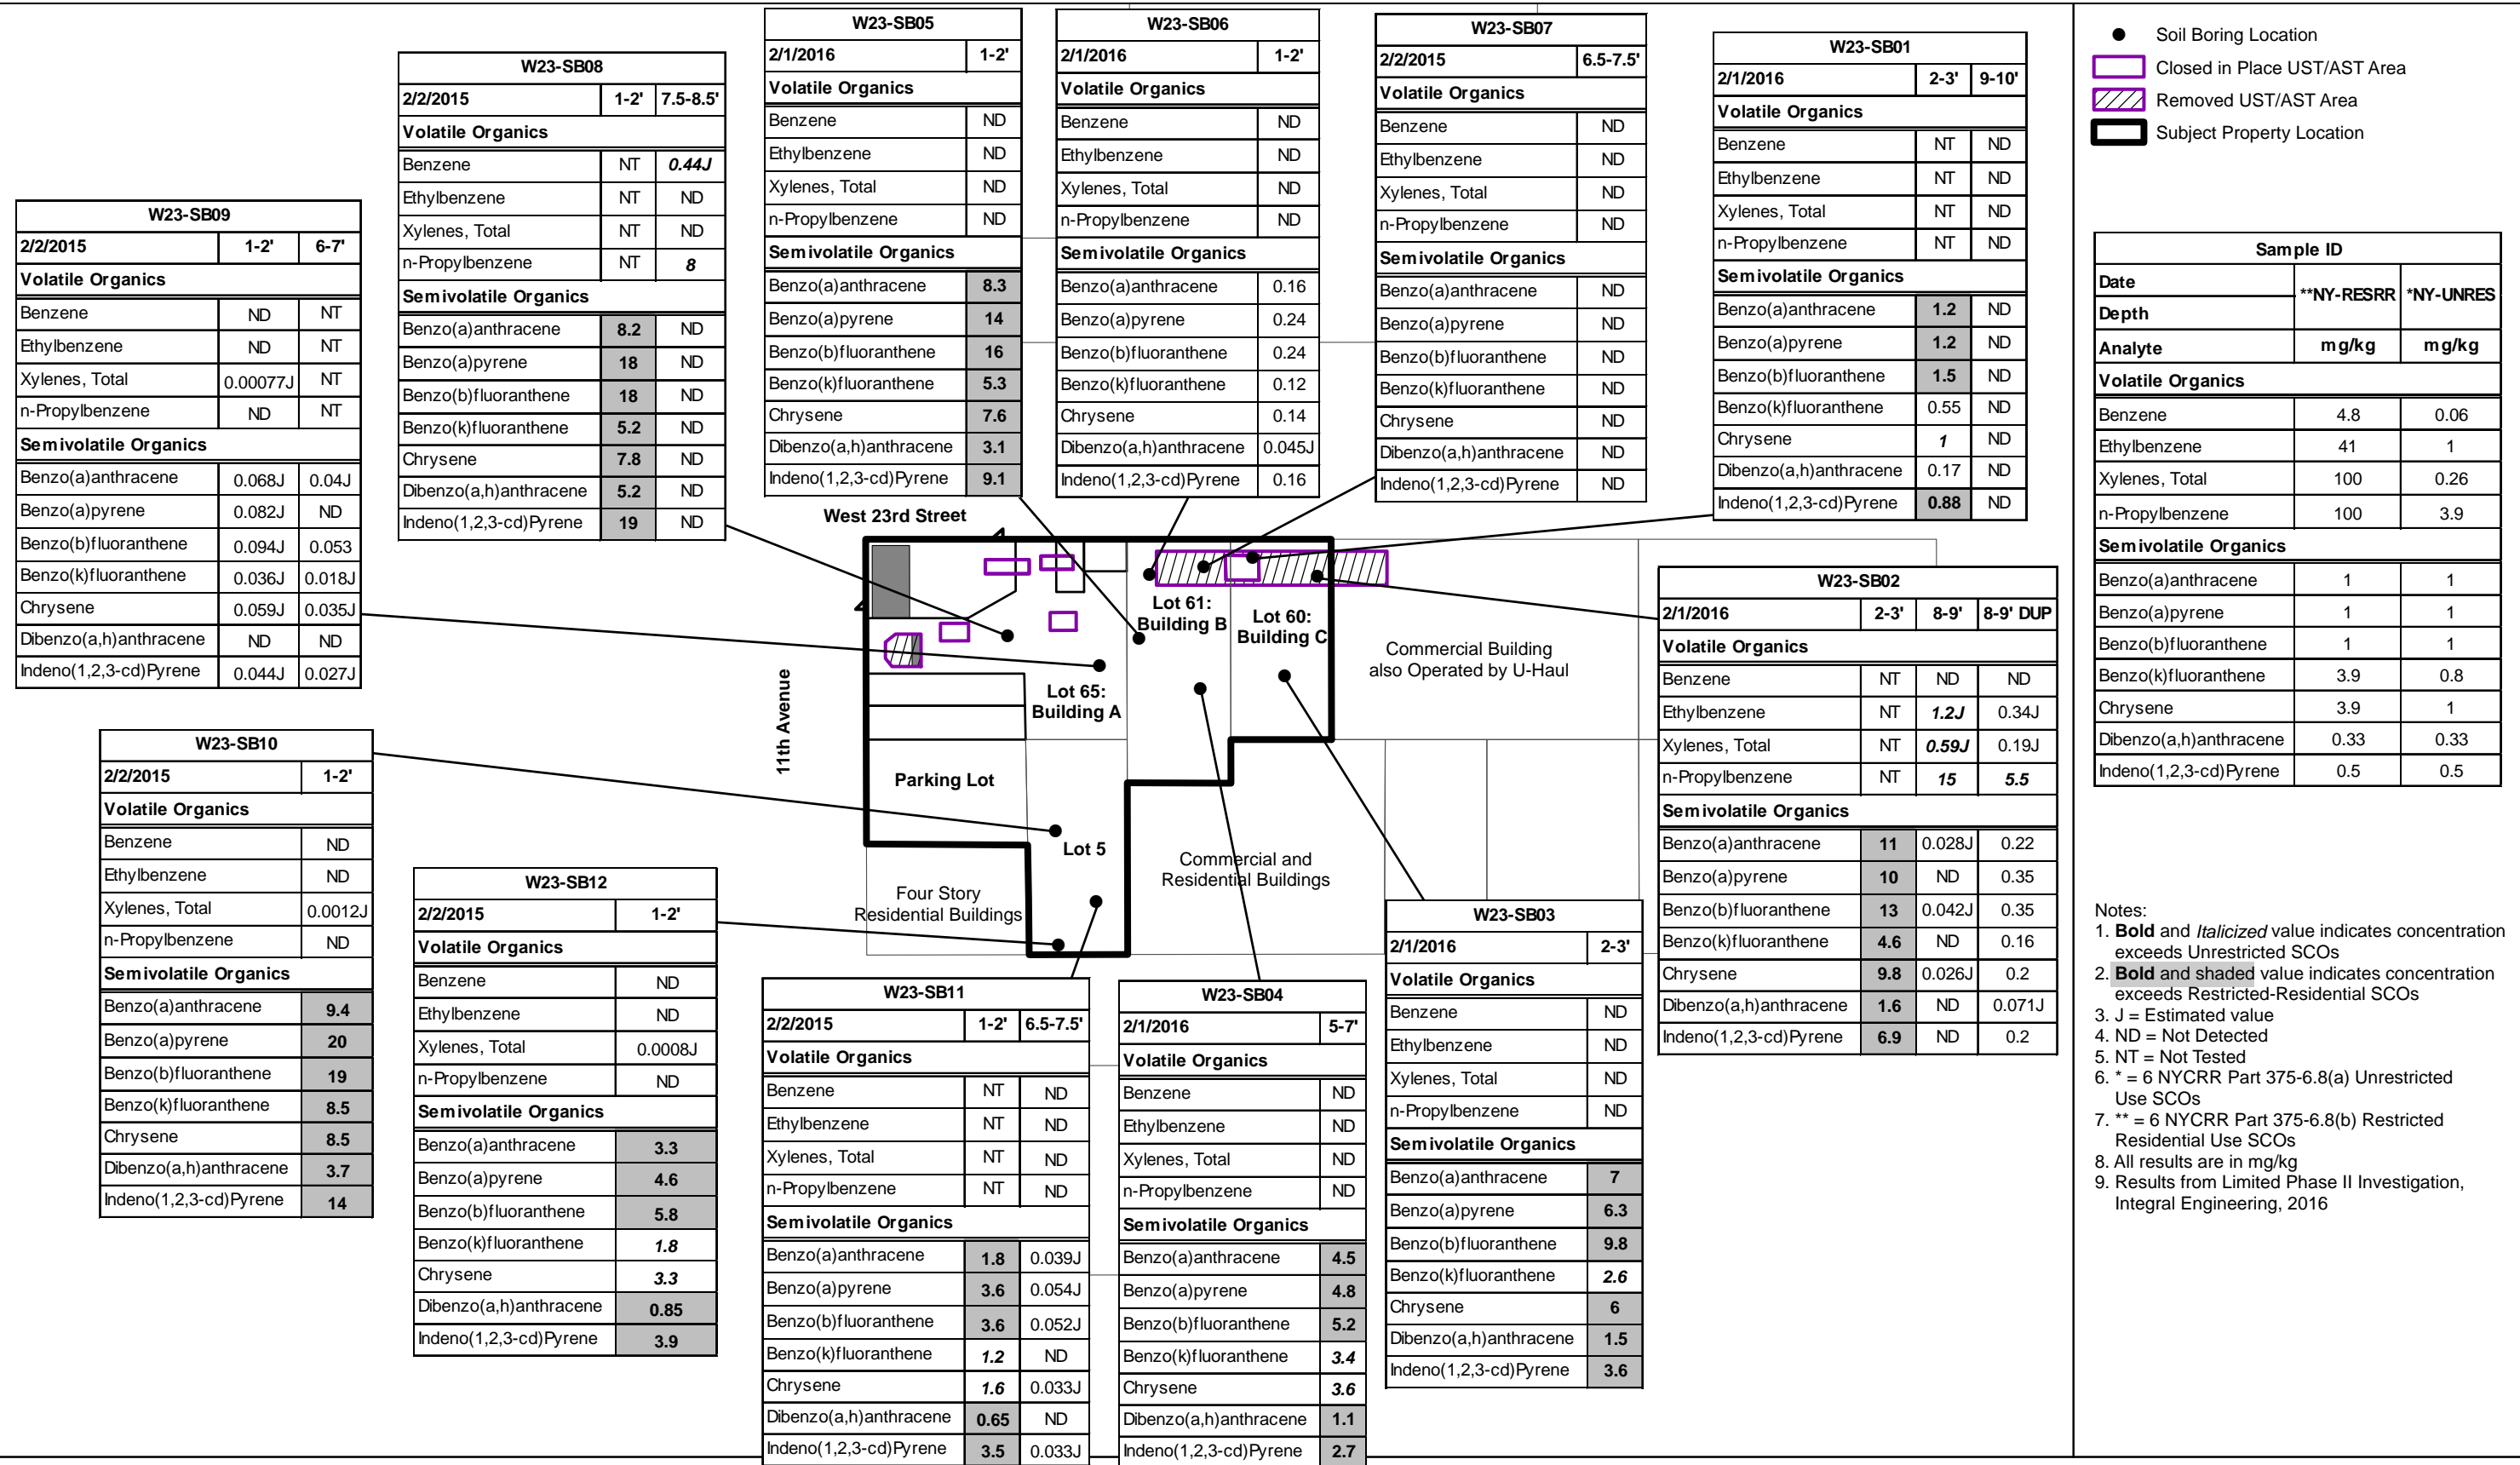 W23-SB09
2/2/2015 1-2' 6-7'
Volatile Organics
Benzene ND NT
Ethylbenzene ND NT
Xylenes, Total 0.00077J NT
n-Propylbenzene ND NT
Semivolatile Organics
Benzo(a)anthracene 0.068J 0.04J
Benzo(a)pyrene 0.082J ND
Benzo(b)fluoranthene 0.094J 0.053
Benzo(k)fluoranthene 0.036J 0.018J
Chrysene 0.059J 0.035J
Dibenzo(a,h)anthracene ND ND
Indeno(1,2,3-cd)Pyrene 0.044J 0.027J
W23-SB08
2/2/2015 1-2' 7.5-8.5'
Volatile Organics
Benzene NT 0.44J
Ethylbenzene NT ND
Xylenes, Total NT ND
n-Propylbenzene NT 8
Semivolatile Organics
Benzo(a)anthracene 8.2 ND
Benzo(a)pyrene 18 ND
Benzo(b)fluoranthene 18 ND
Benzo(k)fluoranthene 5.2 ND
Chrysene 7.8 ND
Dibenzo(a,h)anthracene 5.2 ND
Indeno(1,2,3-cd)Pyrene 19 ND
W23-SB05
2/1/2016 1-2'
Volatile Organics
Benzene ND
Ethylbenzene ND
Xylenes, Total ND
n-Propylbenzene ND
Semivolatile Organics
Benzo(a)anthracene 8.3
Benzo(a)pyrene 14
Benzo(b)fluoranthene 16
Benzo(k)fluoranthene 5.3
Chrysene 7.6
Dibenzo(a,h)anthracene 3.1
Indeno(1,2,3-cd)Pyrene 9.1
W23-SB06
2/1/2016 1-2'
Volatile Organics
Benzene ND
Ethylbenzene ND
Xylenes, Total ND
n-Propylbenzene ND
Semivolatile Organics
Benzo(a)anthracene 0.16
Benzo(a)pyrene 0.24
Benzo(b)fluoranthene 0.24
Benzo(k)fluoranthene 0.12
Chrysene 0.14
Dibenzo(a,h)anthracene 0.045J
Indeno(1,2,3-cd)Pyrene 0.16
W23-SB07
2/2/2015 6.5-7.5'
Volatile Organics
Benzene ND
Ethylbenzene ND
Xylenes, Total ND
n-Propylbenzene ND
Semivolatile Organics
Benzo(a)anthracene ND
Benzo(a)pyrene ND
Benzo(b)fluoranthene ND
Benzo(k)fluoranthene ND
Chrysene ND
Dibenzo(a,h)anthracene ND
Indeno(1,2,3-cd)Pyrene ND
W23-SB01
2/1/2016 2-3' 9-10'
Volatile Organics
Benzene NT ND
Ethylbenzene NT ND
Xylenes, Total NT ND
n-Propylbenzene NT ND
Semivolatile Organics
Benzo(a)anthracene 1.2 ND
Benzo(a)pyrene 1.2 ND
Benzo(b)fluoranthene 1.5 ND
Benzo(k)fluoranthene 0.55 ND
Chrysene 1 ND
Dibenzo(a,h)anthracene 0.17 ND
Indeno(1,2,3-cd)Pyrene 0.88 ND
Soil Boring Location
Closed in Place UST/AST Area
Removed UST/AST Area
Subject Property Location
Sample ID
Date **NY-RESRR *NY-UNRES
Depth
Analyte mg/kg mg/kg
Volatile Organics
Benzene 4.8 0.06
Ethylbenzene 41 1
Xylenes, Total 100 0.26
n-Propylbenzene 100 3.9
Semivolatile Organics
Benzo(a)anthracene 1 1
Benzo(a)pyrene 1 1
Benzo(b)fluoranthene 1 1
Benzo(k)fluoranthene 3.9 0.8
Chrysene 3.9 1
Dibenzo(a,h)anthracene 0.33 0.33
Indeno(1,2,3-cd)Pyrene 0.5 0.5
West 23rd Street
11th Avenue
Lot 61:
Building B
Lot 60:
Building C
Lot 65:
Building A
Parking Lot
Lot 5
Four Story
Residential Buildings
Commercial and
Residential Buildings
Commercial Building
also Operated by U-Haul
W23-SB02
2/1/2016 2-3' 8-9' 8-9' DUP
Volatile Organics
Benzene NT ND ND
Ethylbenzene NT 1.2J 0.34J
Xylenes, Total NT 0.59J 0.19J
n-Propylbenzene NT 15 5.5
Semivolatile Organics
Benzo(a)anthracene 11 0.028J 0.22
Benzo(a)pyrene 10 ND 0.35
Benzo(b)fluoranthene 13 0.042J 0.35
Benzo(k)fluoranthene 4.6 ND 0.16
Chrysene 9.8 0.026J 0.2
Dibenzo(a,h)anthracene 1.6 ND 0.071J
Indeno(1,2,3-cd)Pyrene 6.9 ND 0.2
W23-SB10
2/2/2015 1-2'
Volatile Organics
Benzene ND
Ethylbenzene ND
Xylenes, Total 0.0012J
n-Propylbenzene ND
Semivolatile Organics
Benzo(a)anthracene 9.4
Benzo(a)pyrene 20
Benzo(b)fluoranthene 19
Benzo(k)fluoranthene 8.5
Chrysene 8.5
Dibenzo(a,h)anthracene 3.7
Indeno(1,2,3-cd)Pyrene 14
W23-SB12
2/2/2015 1-2'
Volatile Organics
Benzene ND
Ethylbenzene ND
Xylenes, Total 0.0008J
n-Propylbenzene ND
Semivolatile Organics
Benzo(a)anthracene 3.3
Benzo(a)pyrene 4.6
Benzo(b)fluoranthene 5.8
Benzo(k)fluoranthene 1.8
Chrysene 3.3
Dibenzo(a,h)anthracene 0.85
Indeno(1,2,3-cd)Pyrene 3.9
W23-SB11
2/2/2015 1-2' 6.5-7.5'
Volatile Organics
Benzene NT ND
Ethylbenzene NT ND
Xylenes, Total NT ND
n-Propylbenzene NT ND
Semivolatile Organics
Benzo(a)anthracene 1.8 0.039J
Benzo(a)pyrene 3.6 0.054J
Benzo(b)fluoranthene 3.6 0.052J
Benzo(k)fluoranthene 1.2 ND
Chrysene 1.6 0.033J
Dibenzo(a,h)anthracene 0.65 ND
Indeno(1,2,3-cd)Pyrene 3.5 0.033J
W23-SB04
2/1/2016 5-7'
Volatile Organics
Benzene ND
Ethylbenzene ND
Xylenes, Total ND
n-Propylbenzene ND
Semivolatile Organics
Benzo(a)anthracene 4.5
Benzo(a)pyrene 4.8
Benzo(b)fluoranthene 5.2
Benzo(k)fluoranthene 3.4
Chrysene 3.6
Dibenzo(a,h)anthracene 1.1
Indeno(1,2,3-cd)Pyrene 2.7
W23-SB03
2/1/2016 2-3'
Volatile Organics
Benzene ND
Ethylbenzene ND
Xylenes, Total ND
n-Propylbenzene ND
Semivolatile Organics
Benzo(a)anthracene 7
Benzo(a)pyrene 6.3
Benzo(b)fluoranthene 9.8
Benzo(k)fluoranthene 2.6
Chrysene 6
Dibenzo(a,h)anthracene 1.5
Indeno(1,2,3-cd)Pyrene 3.6
Notes:
1. Bold and Italicized value indicates concentration
exceeds Unrestricted SCOs
2. Bold and shaded value indicates concentration
exceeds Restricted-Residential SCOs
3. J = Estimated value
4. ND = Not Detected
5. NT = Not Tested
6. * = 6 NYCRR Part 375-6.8(a) Unrestricted
Use SCOs
7. ** = 6 NYCRR Part 375-6.8(b) Restricted
Residential Use SCOs
8. All results are in mg/kg
9. Results from Limited Phase II Investigation,
Integral Engineering, 2016